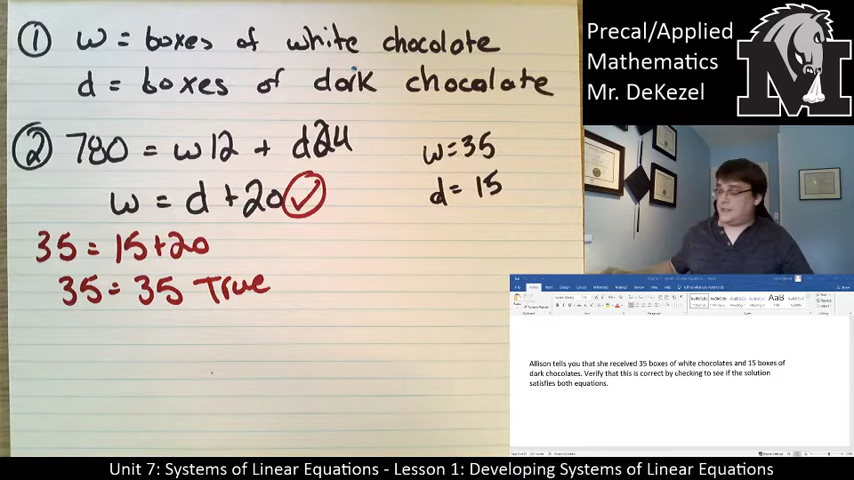 ① w = boxes of white chocolate
d = boxes of dark chocolate
② 780 = w12 + d24
w = d + 20 ✓
35 = 15+20
35 = 35 True
w=35
d= 15
Precal/Applied
Mathematics
Mr. DeKezel
M
Allison tells you that she received 35 boxes of white chocolates and 15 boxes of
dark chocolates. Verify that this is correct by checking to see if the solution
satisfies both equations.
Unit 7: Systems of Linear Equations - Lesson 1: Developing Systems of Linear Equations